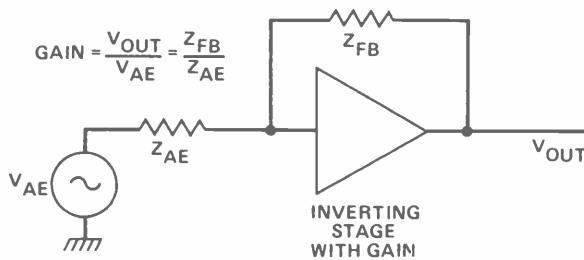 GAIN = V_OUT / V_AE = Z_FB / Z_AE
Z_FB
Z_AE
V_AE
V_OUT
INVERTING
STAGE
WITH GAIN